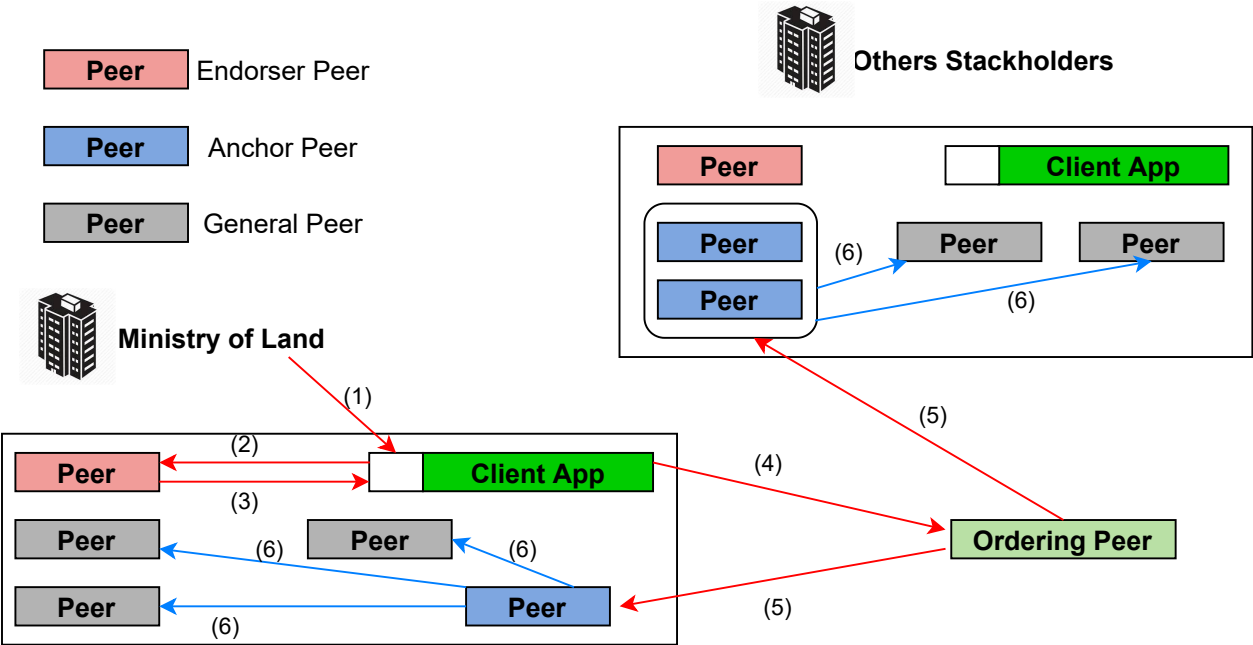 Peer Endorser Peer
Peer Anchor Peer
Peer General Peer
Others Stackholders
Peer
Client App
Peer
Peer
Peer
(6)
Peer
(6)
Ministry of Land
(1)
(2)
Peer
Client App
(3)
(4)
(5)
Peer
Peer
(6)
(6)
Ordering Peer
Peer
Peer
(6)
(5)